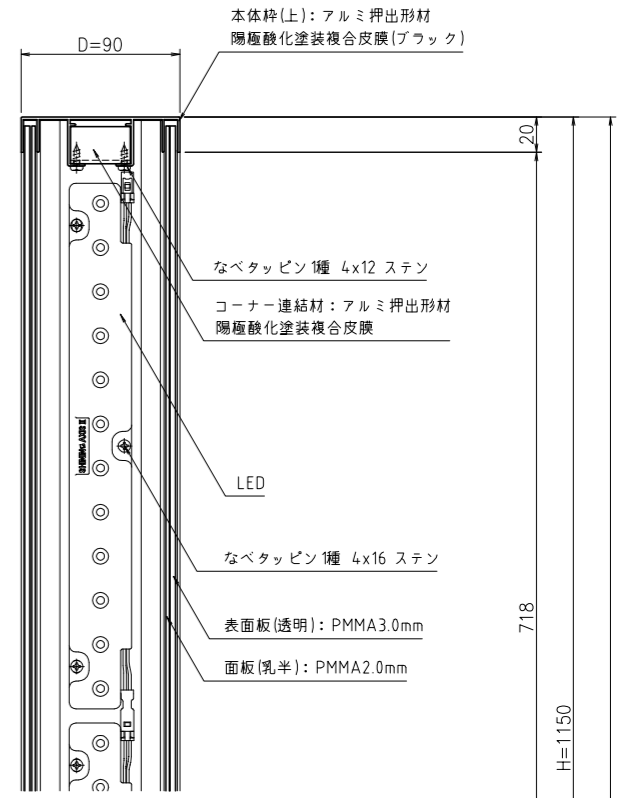 本体枠(上)：アルミ押出形材
陽極酸化塗装複合皮膜(ブラック)
D=90
20
なべタッピン1種 4x12 ステン
コーナー連結材：アルミ押出形材
陽極酸化塗装複合皮膜
LED
なべタッピン1種 4x16 ステン
表面板(透明)：PMMA3.0mm
面板(乳半)：PMMA2.0mm
718
H=1150